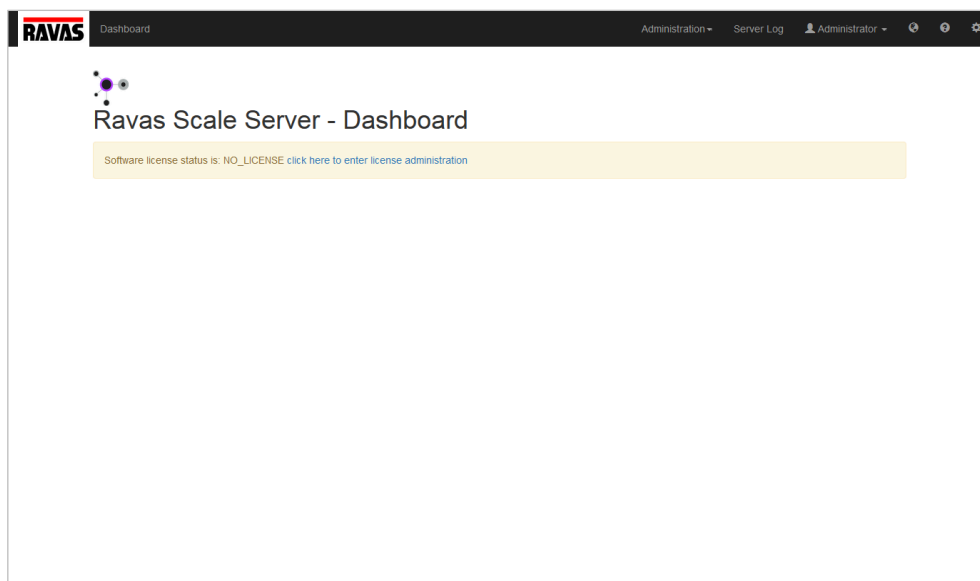 RAVAS Dashboard Administration Server Log Administrator
Ravas Scale Server - Dashboard
Software license status is: NO_LICENSE click here to enter license administration